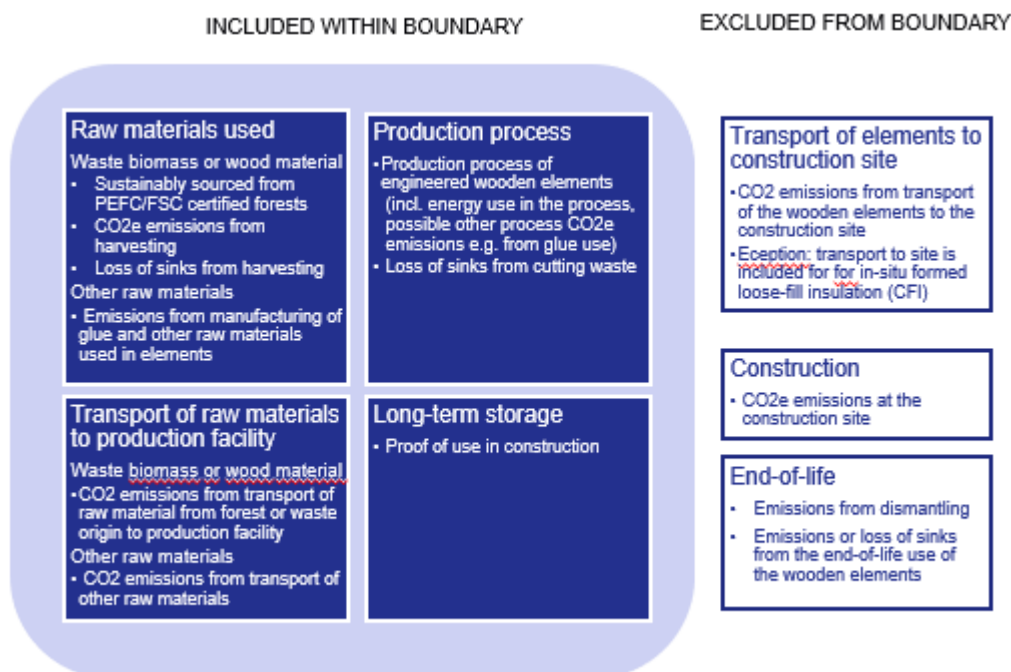 INCLUDED WITHIN BOUNDARY
EXCLUDED FROM BOUNDARY
Raw materials used
Waste biomass or wood material
• Sustainably sourced from
PEFC/FSC certified forests
• CO2e emissions from
harvesting
• Loss of sinks from harvesting
Other raw materials
• Emissions from manufacturing of
glue and other raw materials
used in elements
Production process
• Production process of
engineered wooden elements
(incl. energy use in the process,
possible other process CO2e
emissions e.g. from glue use)
• Loss of sinks from cutting waste
Transport of raw materials
to production facility
Waste biomass or wood material
• CO2 emissions from transport of
raw material from forest or waste
origin to production facility
Other raw materials
• CO2 emissions from transport of
other raw materials
Long-term storage
• Proof of use in construction
Transport of elements to
construction site
• CO2 emissions from transport
of the wooden elements to the
construction site
• Eception: transport to site is
included for for in-situ formed
loose-fill insulation (CFI)
Construction
• CO2e emissions at the
construction site
End-of-life
• Emissions from dismantling
• Emissions or loss of sinks
from the end-of-life use of
the wooden elements